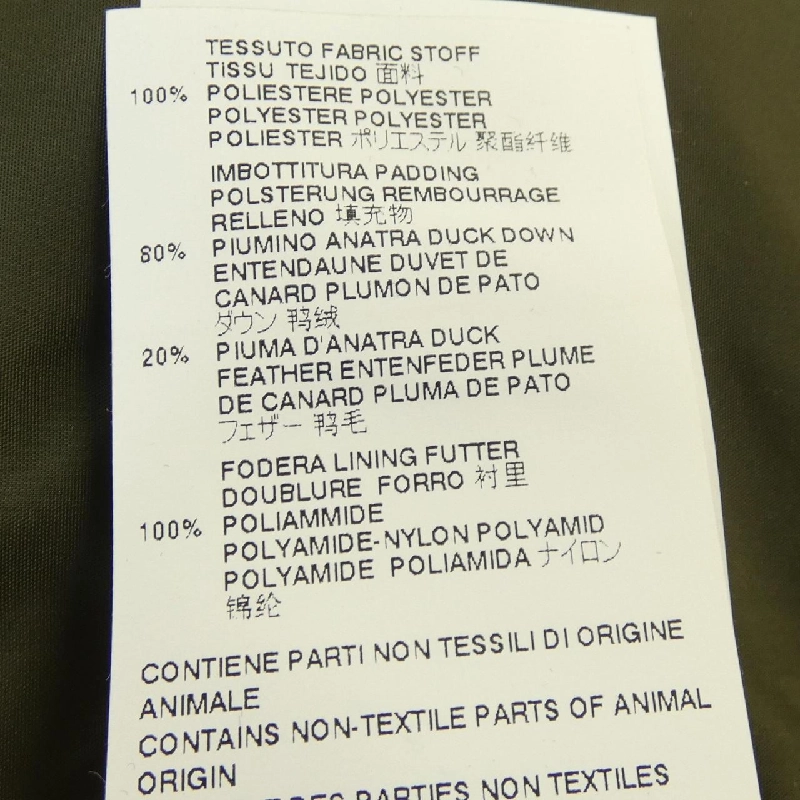 TESSUTO FABRIC STOFF
TISSU TEJIDO 面料
100% POLIESTERE POLYESTER
POLYESTER POLYESTER
POLIESTER ポリエステル 聚酯纤维
IMBOTTITURA PADDING
POLSTERUNG REMBOURRAGE
RELLENO 填充物
80% PIUMINO ANATRA DUCK DOWN
ENTENDAUNE DUVET DE
CANARD PLUMON DE PATO
ダウン 鸭绒
20% PIUMA D'ANATRA DUCK
FEATHER ENTENFEDER PLUME
DE CANARD PLUMA DE PATO
フェザー 鸭毛
FODERA LINING FUTTER
DOUBLURE FORRO 衬里
100% POLIAMMIDE
POLYAMIDE-NYLON POLYAMID
POLYAMIDE POLIAMIDA ナイロン
锦纶
CONTIENE PARTI NON TESSILI DI ORIGINE
ANIMALE
CONTAINS NON-TEXTILE PARTS OF ANIMAL
ORIGIN
PARTIES NON TEXTILES